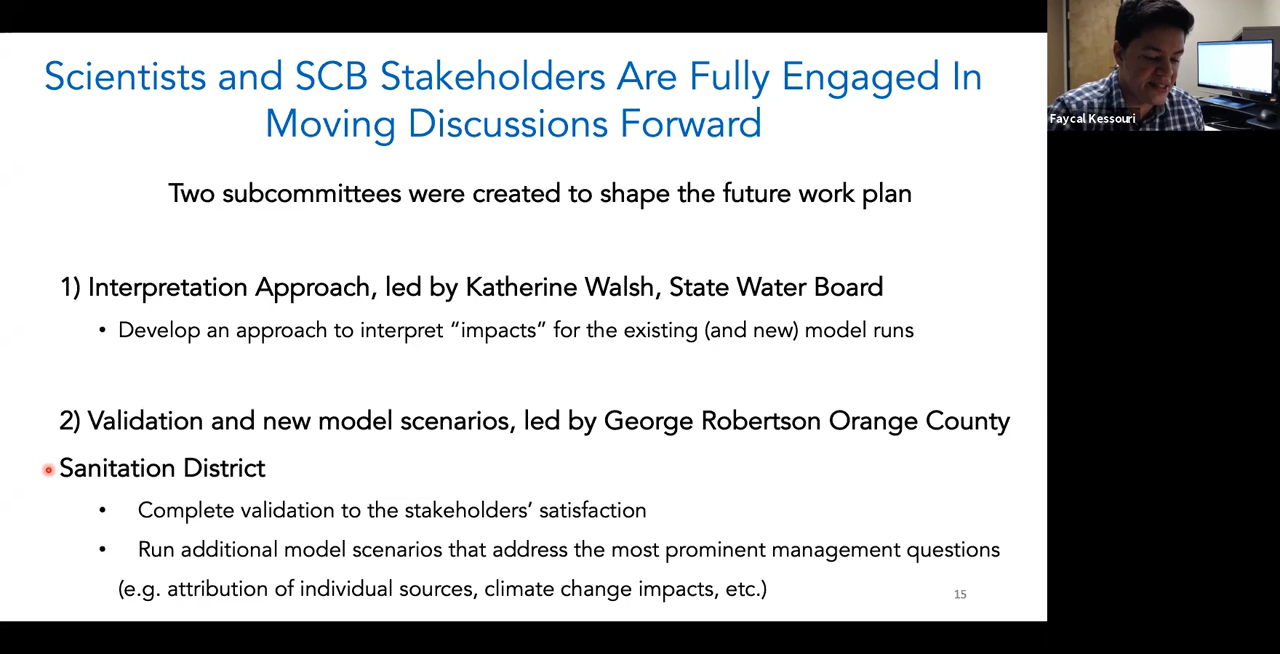 Scientists and SCB Stakeholders Are Fully Engaged In
Moving Discussions Forward
Two subcommittees were created to shape the future work plan
1) Interpretation Approach, led by Katherine Walsh, State Water Board
• Develop an approach to interpret “impacts” for the existing (and new) model runs
2) Validation and new model scenarios, led by George Robertson Orange County
Sanitation District
• Complete validation to the stakeholders’ satisfaction
• Run additional model scenarios that address the most prominent management questions
(e.g. attribution of individual sources, climate change impacts, etc.)
15
Faycal Kessouri